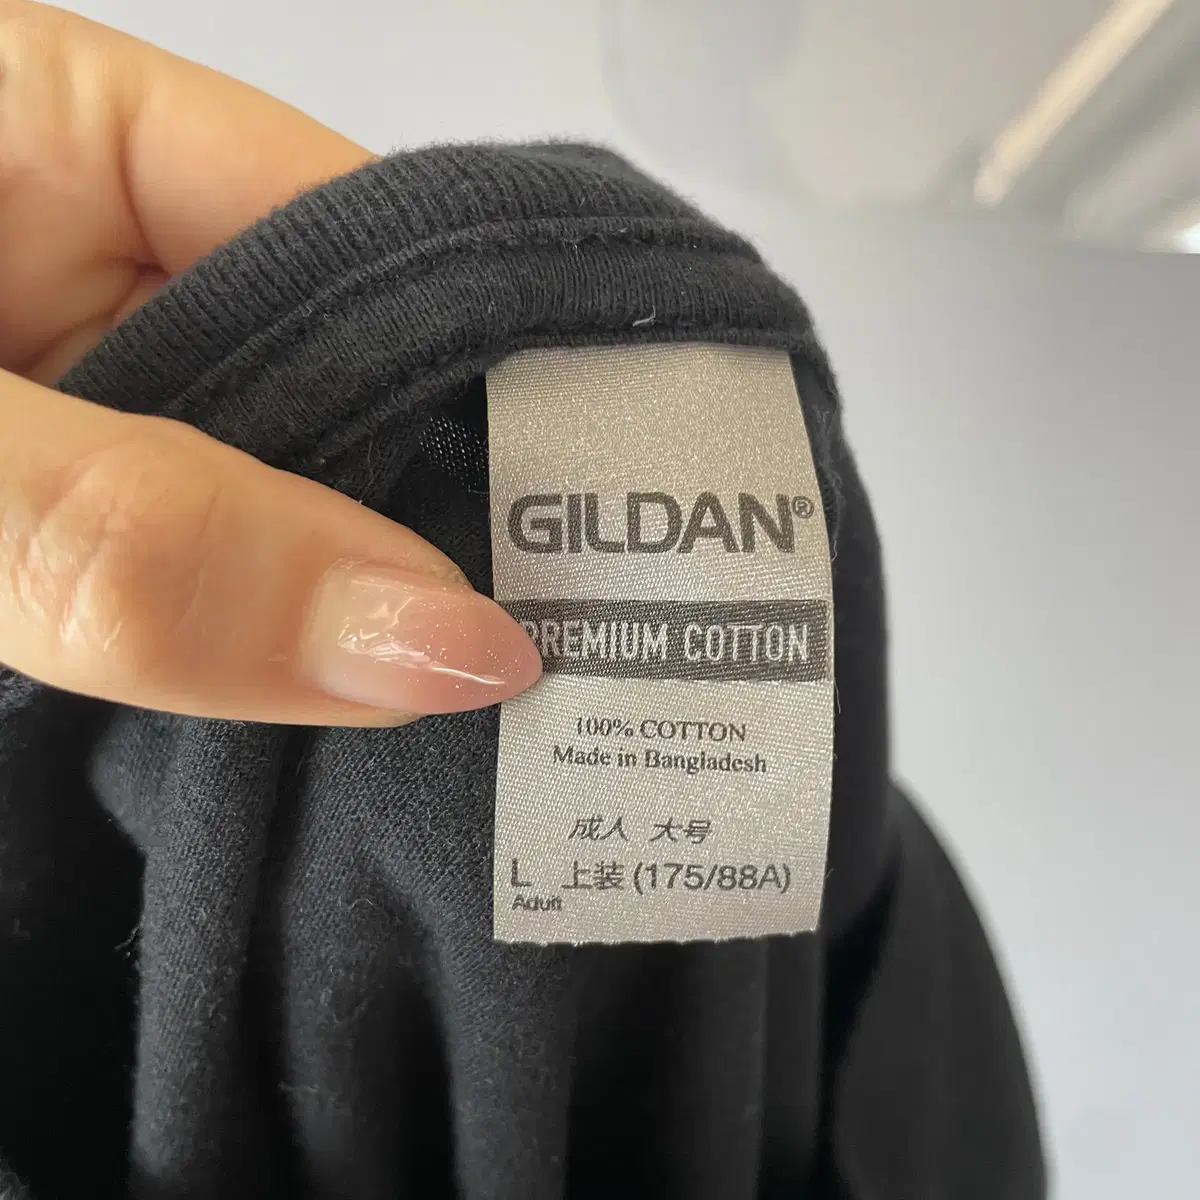 GILDAN®
PREMIUM COTTON
100% COTTON
Made in Bangladesh
成人 大号
L 上装 (175/88A)
Adult